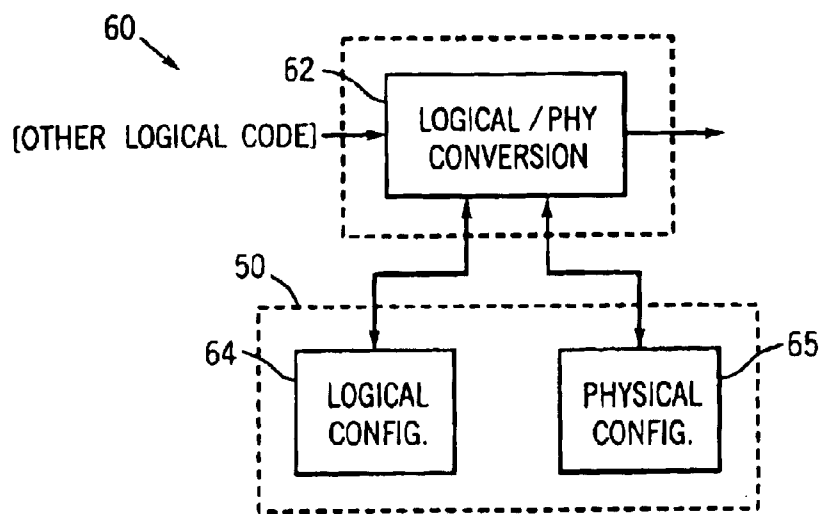 60
62
[OTHER LOGICAL CODE]
LOGICAL / PHY
CONVERSION
50
64
65
LOGICAL
CONFIG.
PHYSICAL
CONFIG.